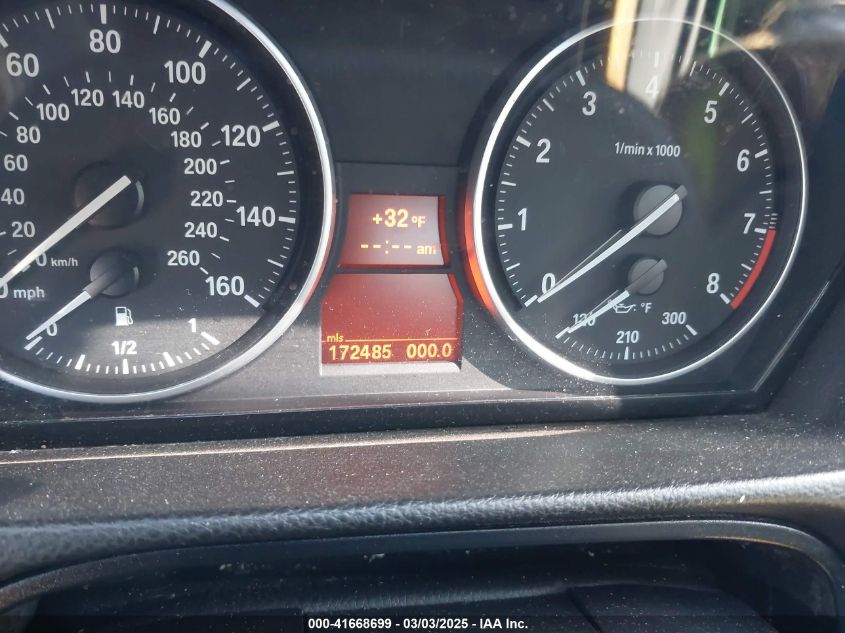 60 80 100 120 140 160
20 40 60 80 100 120 140 160 180 200 220 240 260
km/h
mph
0 1/2 1
+32 °F
--:-- am
mls
172485 000.0
0 1 2 3 4 5 6 7 8
1/min x 1000
°F
210 300
000-41668699 - 03/03/2025 - IAA Inc.